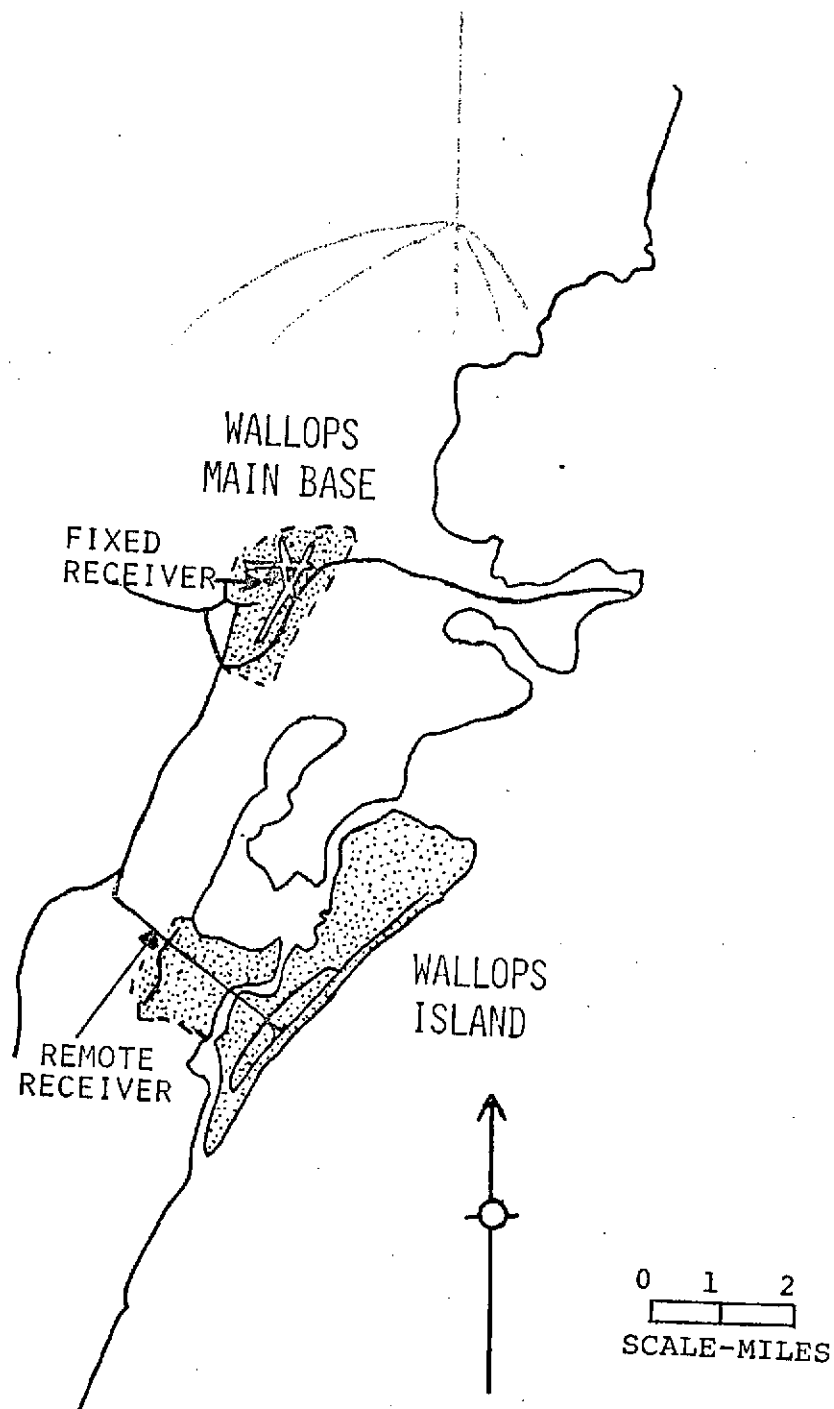 WALLOPS
MAIN BASE
FIXED
RECEIVER
WALLOPS
ISLAND
REMOTE
RECEIVER
0 1 2
SCALE-MILES